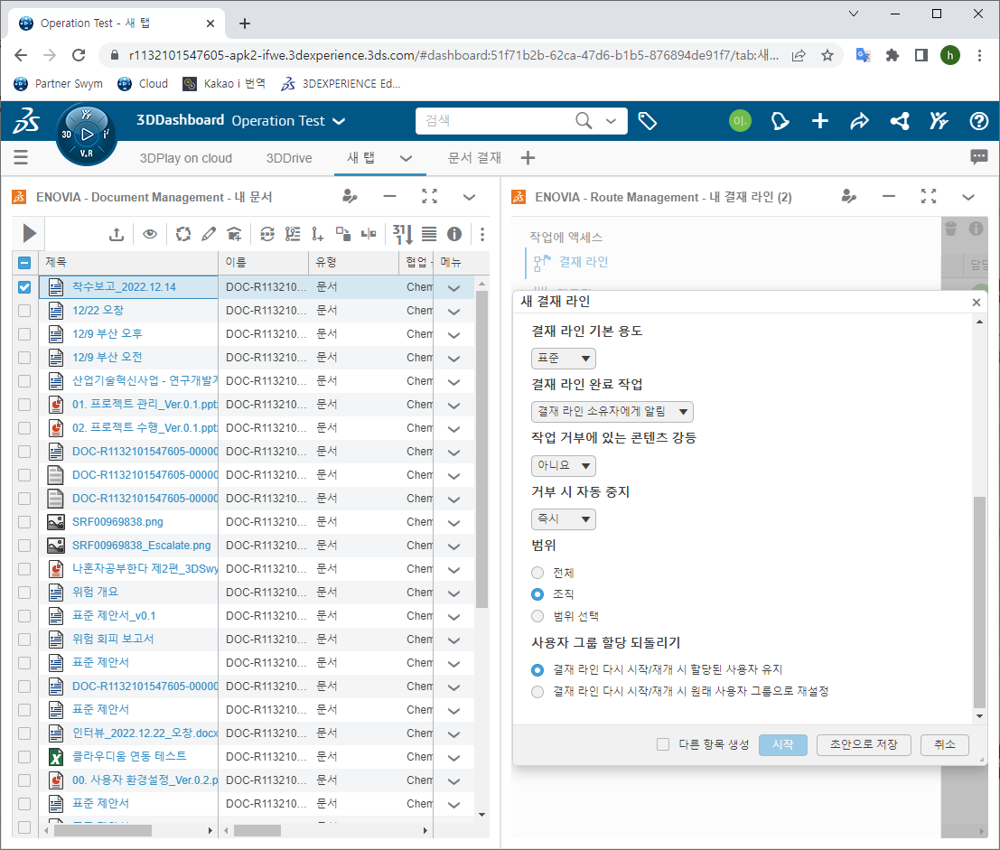 Operation Test - 새 탭
r1132101547605-apk2-ifwe.3dexperience.3ds.com/#dashboard:51f71b2b-62ca-47d6-b1b5-876894de91f7/tab:새...
h
Partner Swym
Cloud
Kakao i 번역
3DEXPERIENCE Ed...
3D
V.R
3DDashboard Operation Test
검색
이.
3DPlay on cloud
3DDrive
새 탭
문서 결재
ENOVIA - Document Management - 내 문서
제목 이름 유형 협업 메뉴
착수보고_2022.12.14 DOC-R113210... 문서 Chem
12/22 오창 DOC-R113210... 문서 Chem
12/9 부산 오후 DOC-R113210... 문서 Chem
12/9 부산 오전 DOC-R113210... 문서 Chem
산업기술혁신사업 - 연구개발계 DOC-R113210... 문서 Chem
01. 프로젝트 관리_Ver.0.1.pptx DOC-R113210... 문서 Chem
02. 프로젝트 수행_Ver.0.1.pptx DOC-R113210... 문서 Chem
DOC-R1132101547605-00000 DOC-R113210... 문서 Chem
DOC-R1132101547605-00000 DOC-R113210... 문서 Chem
DOC-R1132101547605-00000 DOC-R113210... 문서 Chem
SRF00969838.png DOC-R113210... 문서 Chem
SRF00969838_Escalate.png DOC-R113210... 문서 Chem
나혼자공부한다 제2편_3DSwy DOC-R113210... 문서 Chem
위험 개요 DOC-R113210... 문서 Chem
표준 제안서_v0.1 DOC-R113210... 문서 Chem
위험 회피 보고서 DOC-R113210... 문서 Chem
표준 제안서 DOC-R113210... 문서 Chem
DOC-R1132101547605-00000 DOC-R113210... 문서 Chem
표준 제안서 DOC-R113210... 문서 Chem
인터뷰_2022.12.22_오창.docx DOC-R113210... 문서 Chem
클라우디움 연동 테스트 DOC-R113210... 문서 Chem
00. 사용자 환경설정_Ver.0.2.p DOC-R113210... 문서 Chem
표준 제안서 DOC-R113210... 문서 Chem
ENOVIA - Route Management - 내 결재 라인 (2)
작업에 액세스
결재 라인
담당
새 결재 라인
결재 라인 기본 용도
표준
결재 라인 완료 작업
결재 라인 소유자에게 알림
작업 거부에 있는 콘텐츠 강등
아니요
거부 시 자동 중지
즉시
범위
전체
조직
범위 선택
사용자 그룹 할당 되돌리기
결재 라인 다시 시작/재개 시 할당된 사용자 유지
결재 라인 다시 시작/재개 시 원래 사용자 그룹으로 재설정
다른 항목 생성
시작
초안으로 저장
취소